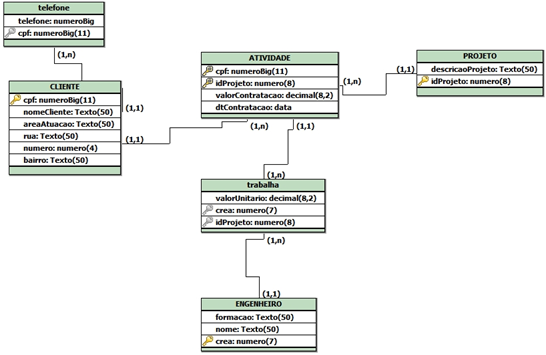 telefone
telefone: numeroBig
cpf: numeroBig(11)
(1,n)
CLIENTE
cpf: numeroBig(11)
nomeCliente: Texto(50)
areaAtuacao: Texto(50)
rua: Texto(50)
numero: numero(4)
bairro: Texto(50)
(1,1)
(1,1)
ATIVIDADE
cpf: numeroBig(11)
idProjeto: numero(8)
valorContratacao: decimal(8,2)
dtContratacao: data
(1,n)
(1,1)
(1,n)
(1,1)
PROJETO
descricaoProjeto: Texto(50)
idProjeto: numero(8)
(1,n)
trabalha
valorUnitario: decimal(8,2)
crea: numero(7)
idProjeto: numero(8)
(1,n)
(1,1)
ENGENHEIRO
formacao: Texto(50)
nome: Texto(50)
crea: numero(7)